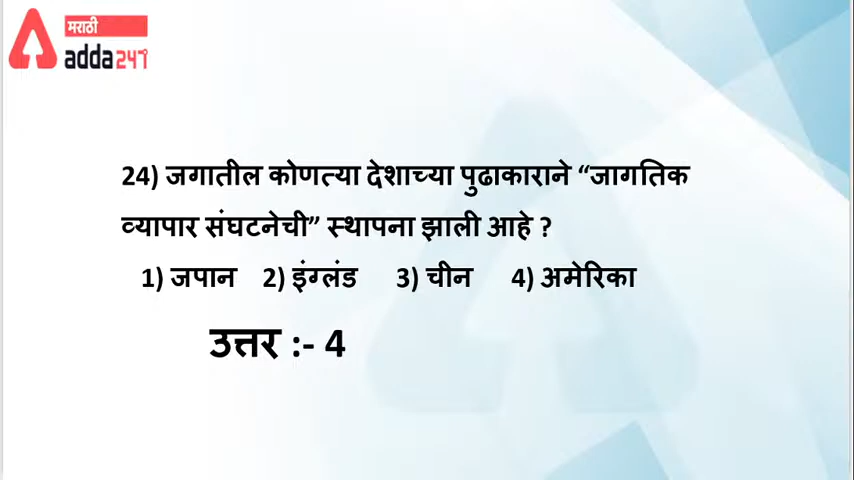 मराठी
adda247
24) जगातील कोणत्या देशाच्या पुढाकाराने “जागतिक
व्यापार संघटनेची” स्थापना झाली आहे ?
1) जपान 2) इंग्लंड 3) चीन 4) अमेरिका
उत्तर :- 4